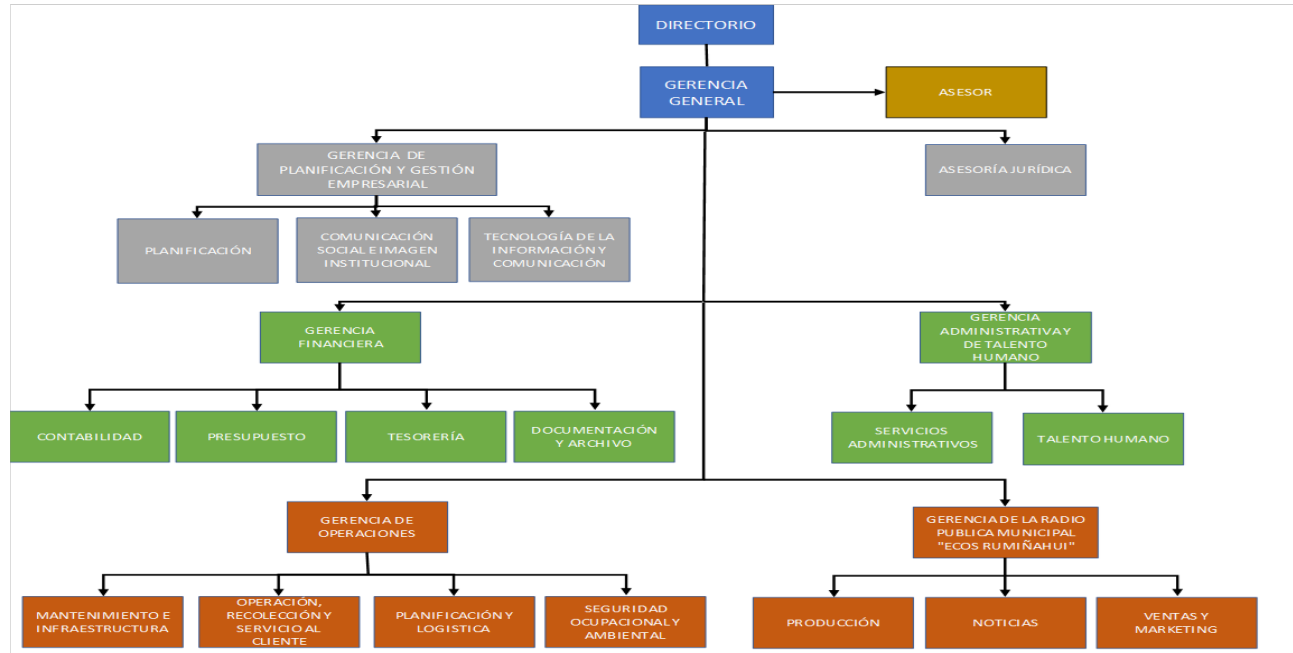 DIRECTORIO
GERENCIA
GENERAL
ASESOR
GERENCIA DE
PLANIFICACIÓN Y GESTIÓN
EMPRESARIAL
ASESORÍA JURÍDICA
PLANIFICACIÓN
COMUNICACIÓN
SOCIAL E IMAGEN
INSTITUCIONAL
TECNOLOGÍA DE LA
INFORMACIÓN Y
COMUNICACIÓN
GERENCIA
FINANCIERA
GERENCIA
ADMINISTRATIVA Y
DE TALENTO
HUMANO
CONTABILIDAD
PRESUPUESTO
TESORERÍA
DOCUMENTACIÓN
Y ARCHIVO
SERVICIOS
ADMINISTRATIVOS
TALENTO HUMANO
GERENCIA DE
OPERACIONES
GERENCIA DE LA RADIO
PUBLICA MUNICIPAL
"ECOS RUMIÑAHUI"
MANTENIMIENTO E
INFRAESTRUCTURA
OPERACIÓN,
RECOLECCIÓN Y
SERVICIO AL
CLIENTE
PLANIFICACIÓN Y
LOGISTICA
SEGURIDAD
OCUPACIONAL Y
AMBIENTAL
PRODUCCIÓN
NOTICIAS
VENTAS Y
MARKETING